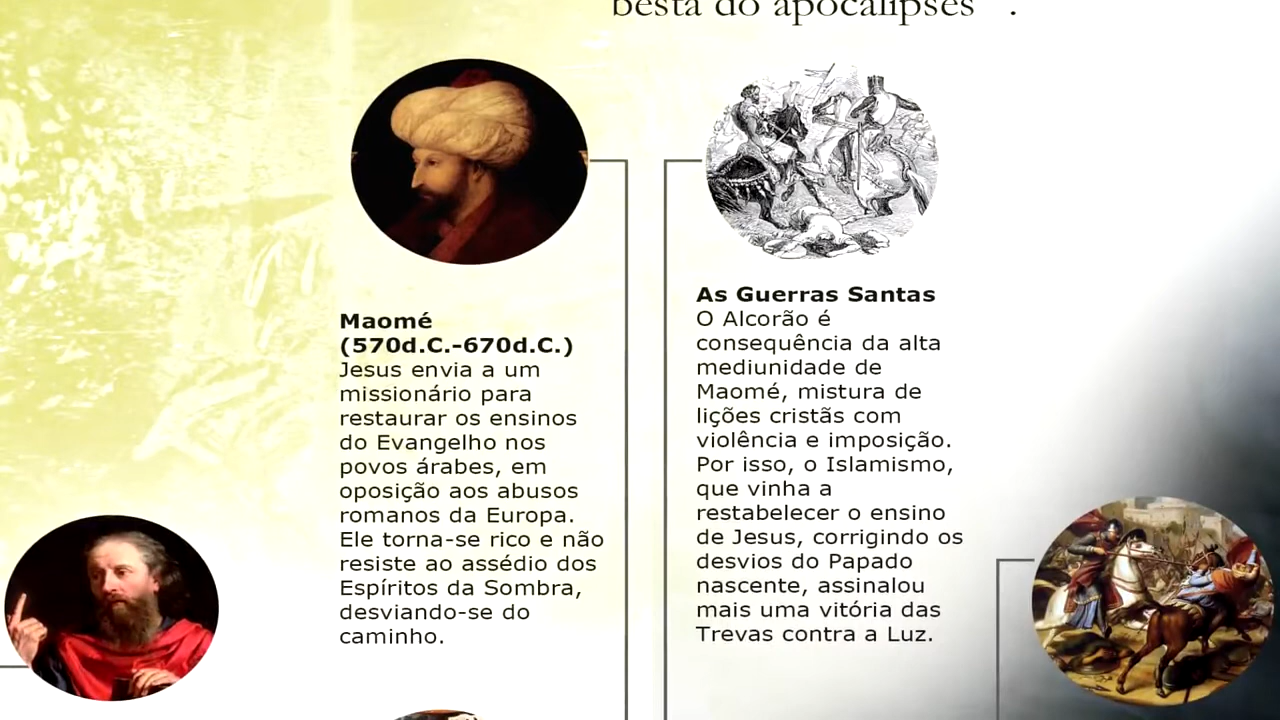 besta do apocalipses .
Maomé
(570d.C.-670d.C.)
Jesus envia a um
missionário para
restaurar os ensinos
do Evangelho nos
povos árabes, em
oposição aos abusos
romanos da Europa.
Ele torna-se rico e não
resiste ao assédio dos
Espíritos da Sombra,
desviando-se do
caminho.
As Guerras Santas
O Alcorão é
consequência da alta
mediunidade de
Maomé, mistura de
lições cristãs com
violência e imposição.
Por isso, o Islamismo,
que vinha a
restabelecer o ensino
de Jesus, corrigindo os
desvios do Papado
nascente, assinalou
mais uma vitória das
Trevas contra a Luz.